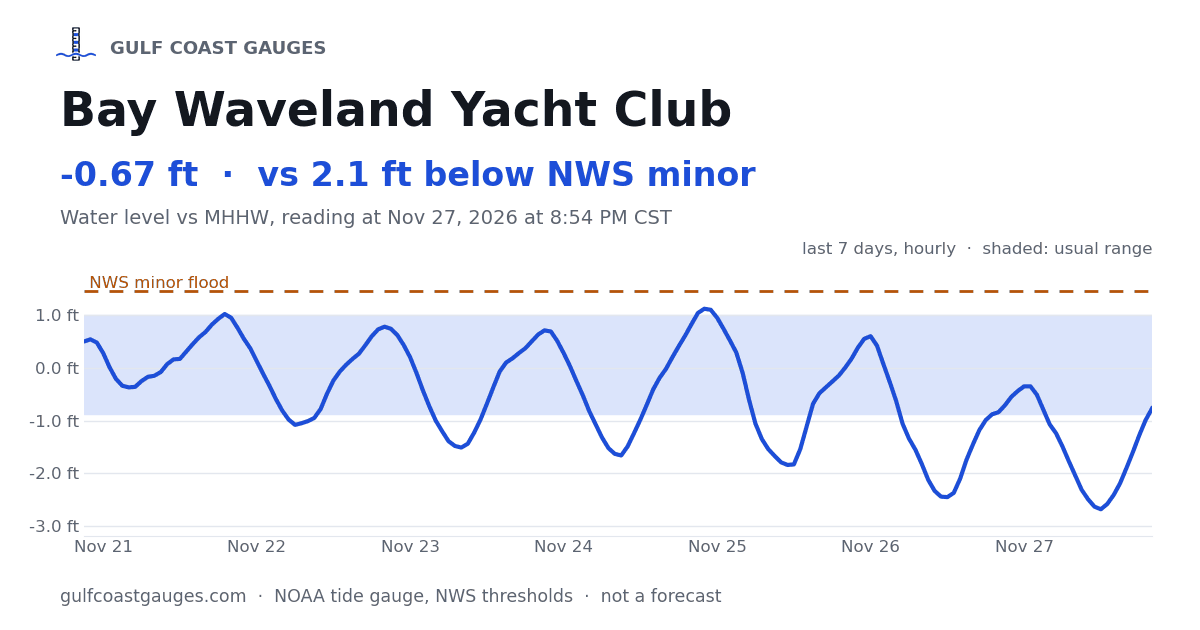 GULF COAST GAUGES
Bay Waveland Yacht Club
-0.67 ft · vs 2.1 ft below NWS minor
Water level vs MHHW, reading at Nov 27, 2026 at 8:54 PM CST
last 7 days, hourly · shaded: usual range
NWS minor flood
1.0 ft
0.0 ft
-1.0 ft
-2.0 ft
-3.0 ft
Nov 21 Nov 22 Nov 23 Nov 24 Nov 25 Nov 26 Nov 27
gulfcoastgauges.com · NOAA tide gauge, NWS thresholds · not a forecast